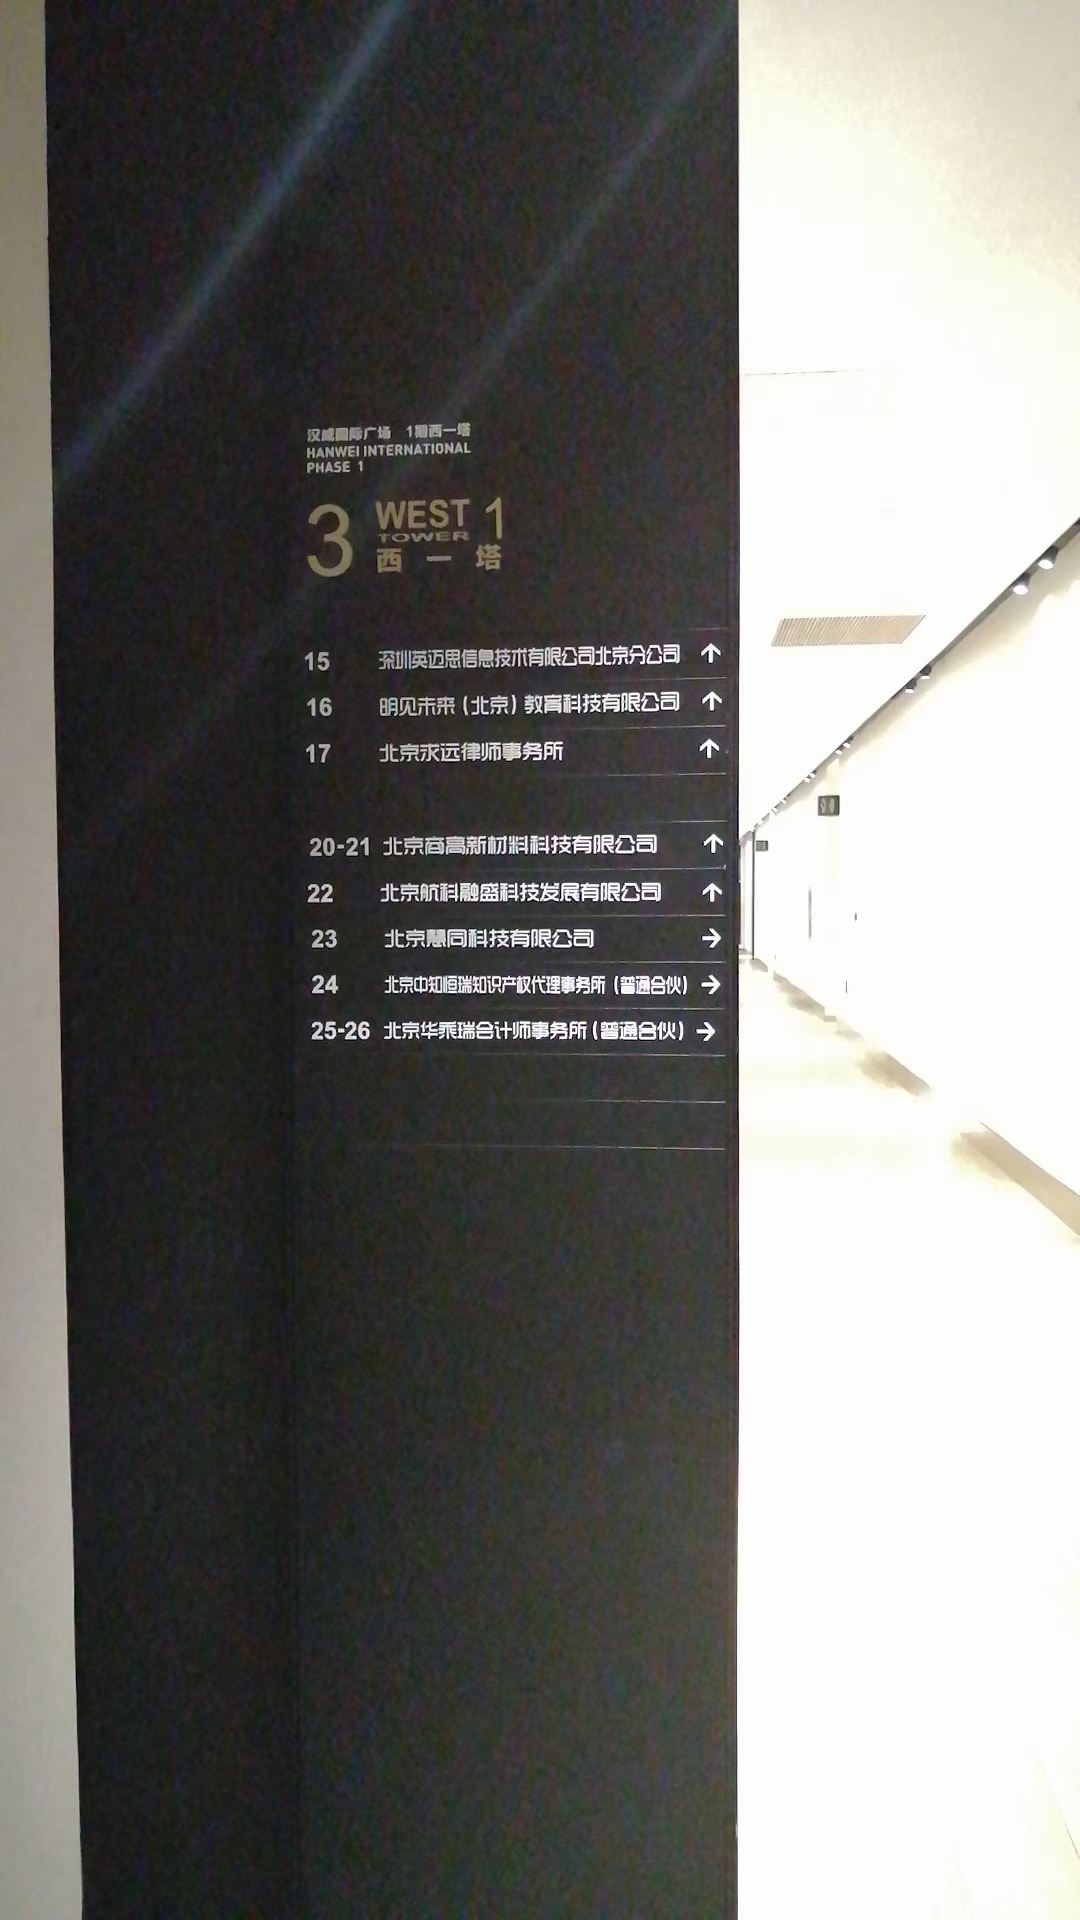 汉威国际广场 1期西一塔
HANWEI INTERNATIONAL
PHASE 1
3 WEST 1
TOWER
西一塔
15 深圳英迈思信息技术有限公司北京分公司 ↑
16 明见未来(北京)教育科技有限公司 ↑
17 北京求远律师事务所 ↑
20-21 北京商高新材料科技有限公司 ↑
22 北京航科融盛科技发展有限公司 ↑
23 北京慧同科技有限公司 →
24 北京中知恒瑞知识产权代理事务所(普通合伙) →
25-26 北京华乘瑞会计师事务所(普通合伙) →